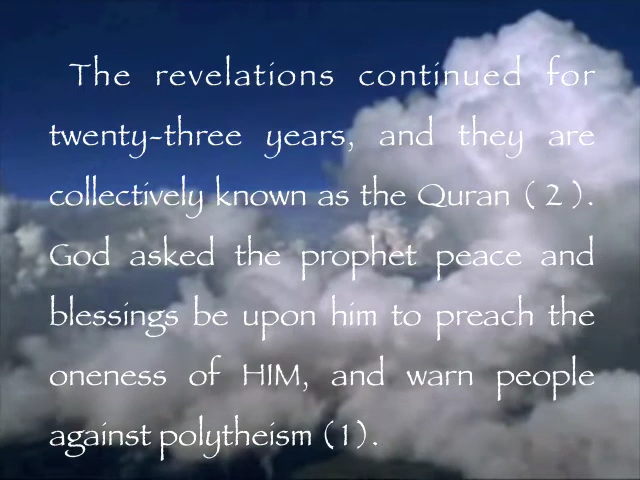 The revelations continued for
twenty-three years, and they are
collectively known as the Quran ( 2 ).
God asked the prophet peace and
blessings be upon him to preach the
oneness of HIM, and warn people
against polytheism (1).